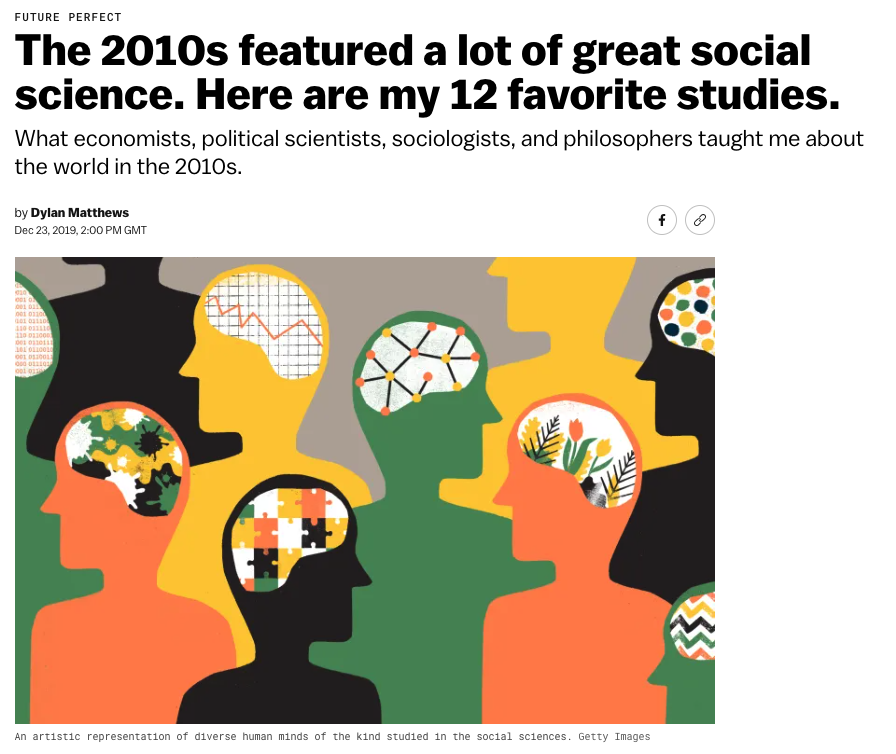 FUTURE PERFECT
The 2010s featured a lot of great social
science. Here are my 12 favorite studies.
What economists, political scientists, sociologists, and philosophers taught me about
the world in the 2010s.
by Dylan Matthews
Dec 23, 2019, 2:00 PM GMT
An artistic representation of diverse human minds of the kind studied in the social sciences. Getty Images